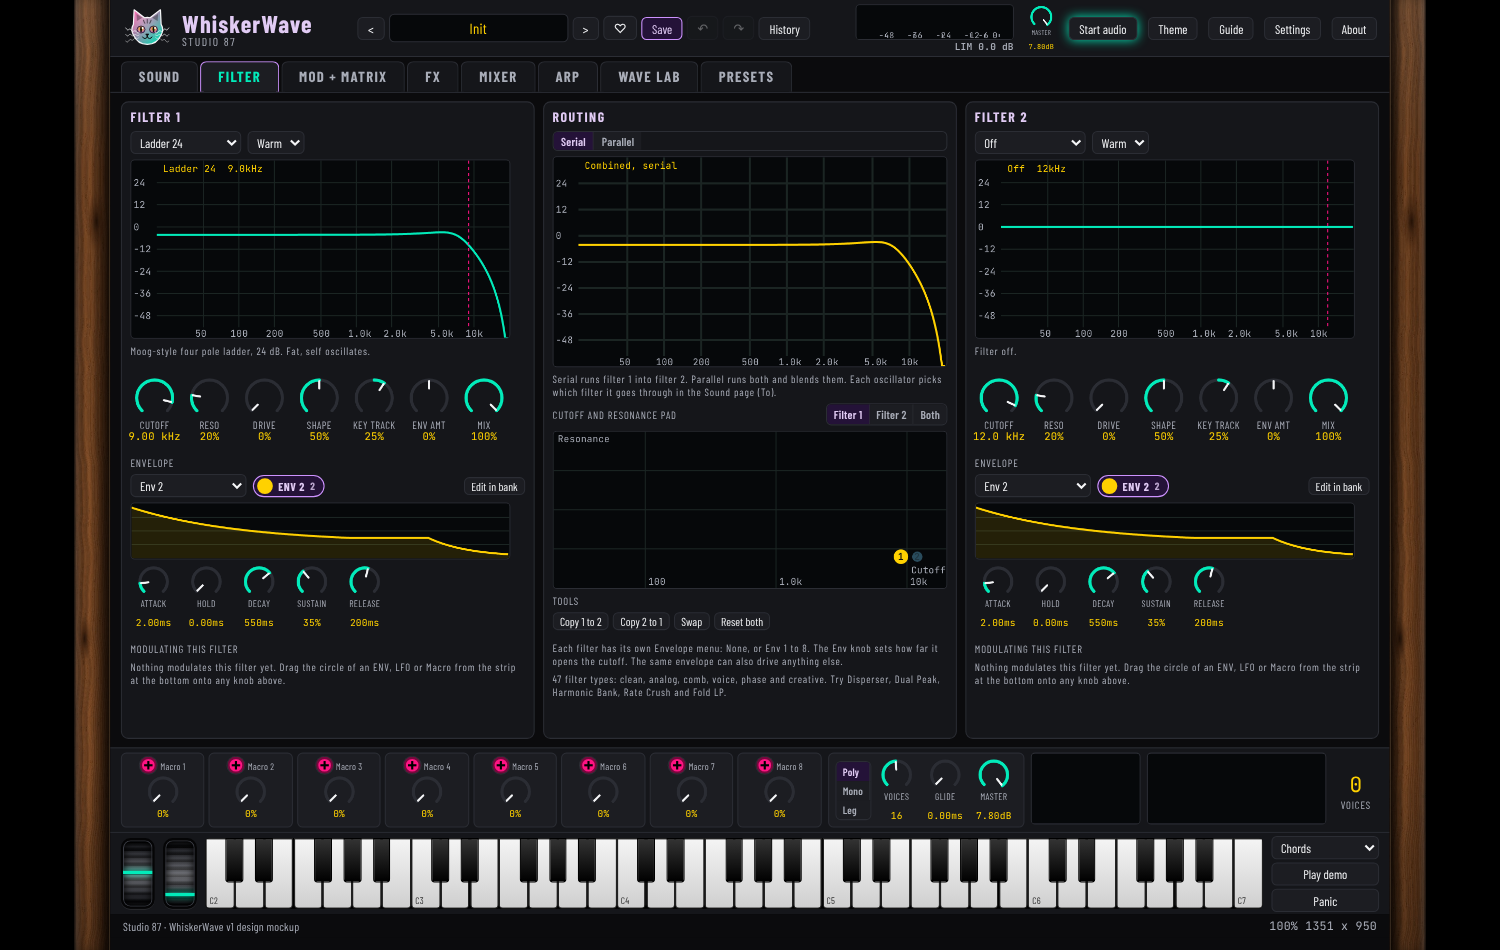 WhiskerWave
STUDIO 87
<
Init
>
Save
History
-48 -36 -24 -12 -6 0
LIM 0.0 dB
MASTER
7.80dB
Start audio
Theme
Guide
Settings
About
SOUND
FILTER
MOD + MATRIX
FX
MIXER
ARP
WAVE LAB
PRESETS
FILTER 1
Ladder 24
Warm
Ladder 24 9.0kHz
24
12
0
-12
-24
-36
-48
50 100 200 500 1.0k 2.0k 5.0k 10k
Moog-style four pole ladder, 24 dB. Fat, self oscillates.
CUTOFF RESO DRIVE SHAPE KEY TRACK ENV AMT MIX
9.00 kHz 20% 0% 50% 25% 0% 100%
ENVELOPE
Env 2
ENV 2 2
Edit in bank
ATTACK HOLD DECAY SUSTAIN RELEASE
2.00ms 0.00ms 550ms 35% 200ms
MODULATING THIS FILTER
Nothing modulates this filter yet. Drag the circle of an ENV, LFO or Macro from the strip
at the bottom onto any knob above.
ROUTING
Serial Parallel
Combined, serial
24
12
0
-12
-24
-36
-48
50 100 200 500 1.0k 2.0k 5.0k 10k
Serial runs filter 1 into filter 2. Parallel runs both and blends them. Each oscillator picks
which filter it goes through in the Sound page (To).
CUTOFF AND RESONANCE PAD
Filter 1 Filter 2 Both
Resonance
1 2
Cutoff
100 1.0k 10k
TOOLS
Copy 1 to 2 Copy 2 to 1 Swap Reset both
Each filter has its own Envelope menu: None, or Env 1 to 8. The Env knob sets how far it
opens the cutoff. The same envelope can also drive anything else.
47 filter types: clean, analog, comb, voice, phase and creative. Try Disperser, Dual Peak,
Harmonic Bank, Rate Crush and Fold LP.
FILTER 2
Off
Warm
Off 12kHz
24
12
0
-12
-24
-36
-48
50 100 200 500 1.0k 2.0k 5.0k 10k
Filter off.
CUTOFF RESO DRIVE SHAPE KEY TRACK ENV AMT MIX
12.0 kHz 20% 0% 50% 25% 0% 100%
ENVELOPE
Env 2
ENV 2 2
Edit in bank
ATTACK HOLD DECAY SUSTAIN RELEASE
2.00ms 0.00ms 550ms 35% 200ms
MODULATING THIS FILTER
Nothing modulates this filter yet. Drag the circle of an ENV, LFO or Macro from the strip
at the bottom onto any knob above.
Macro 1 Macro 2 Macro 3 Macro 4 Macro 5 Macro 6 Macro 7 Macro 8
0% 0% 0% 0% 0% 0% 0% 0%
Poly
Mono
Leg
VOICES GLIDE MASTER
16 0.00ms 7.80dB
0
VOICES
C2 C3 C4 C5 C6 C7
Chords
Play demo
Panic
Studio 87 · WhiskerWave v1 design mockup
100% 1351 x 950